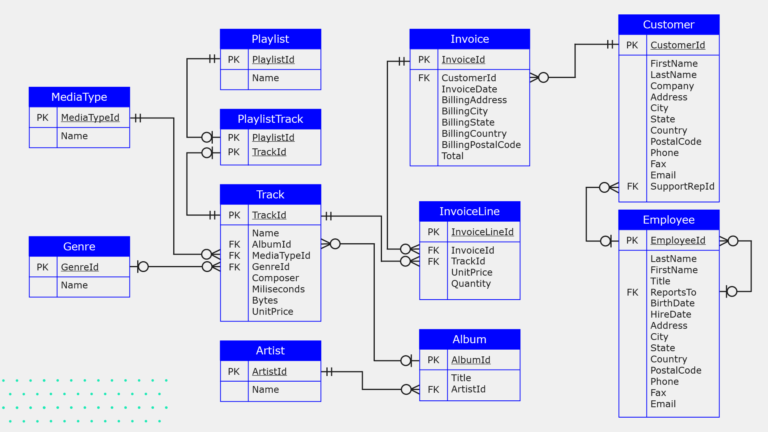 Playlist
PK PlaylistId
Name
MediaType
PK MediaTypeId
Name
PlaylistTrack
PK PlaylistId
PK TrackId
Track
PK TrackId
Name
FK AlbumId
FK MediaTypeId
FK GenreId
Composer
Miliseconds
Bytes
UnitPrice
Genre
PK GenreId
Name
Artist
PK ArtistId
Name
Invoice
PK InvoiceId
FK CustomerId
InvoiceDate
BillingAddress
BillingCity
BillingState
BillingCountry
BillingPostalCode
Total
InvoiceLine
PK InvoiceLineId
FK InvoiceId
FK TrackId
UnitPrice
Quantity
Album
PK AlbumId
Title
FK ArtistId
Customer
PK CustomerId
FirstName
LastName
Company
Address
City
State
Country
PostalCode
Phone
Fax
Email
FK SupportRepId
Employee
PK EmployeeId
LastName
FirstName
Title
FK ReportsTo
BirthDate
HireDate
Address
City
State
Country
PostalCode
Phone
Fax
Email